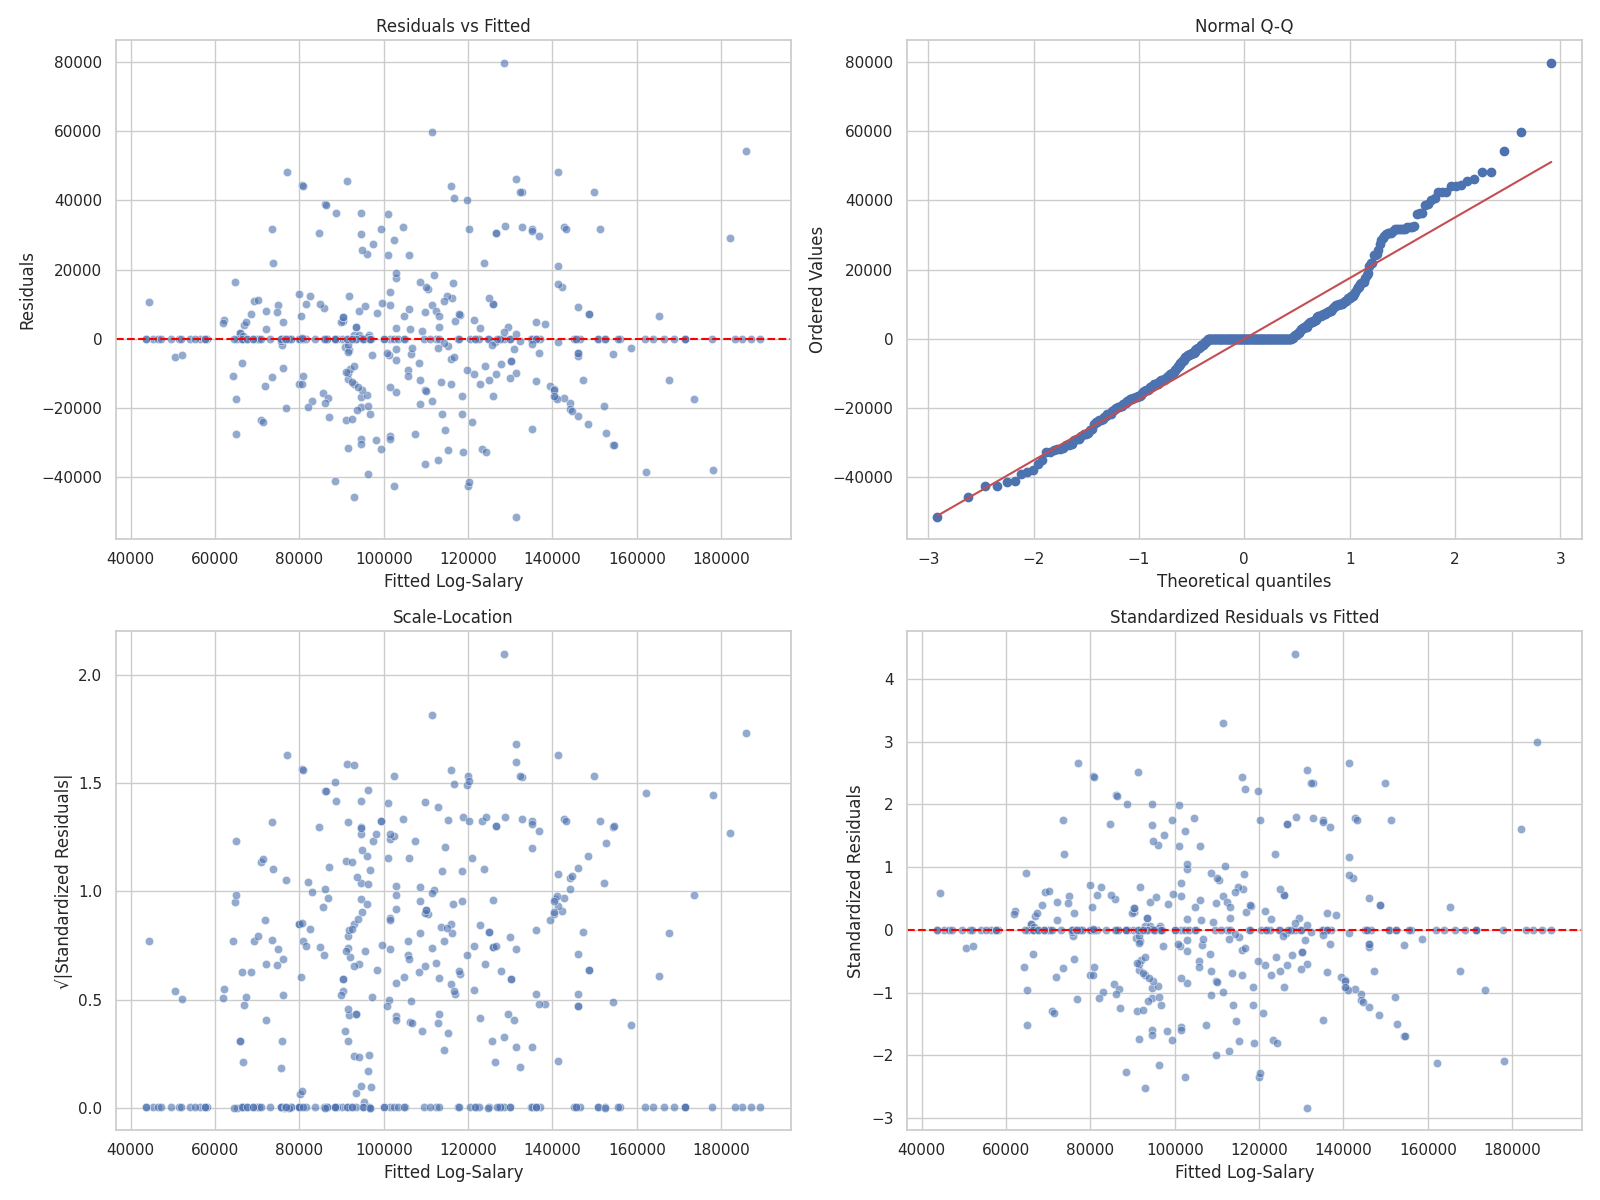 Residuals vs Fitted
80000
60000
40000
20000
0
−20000
−40000
Residuals
40000 60000 80000 100000 120000 140000 160000 180000
Fitted Log-Salary
Normal Q-Q
80000
60000
40000
20000
0
−20000
−40000
Ordered Values
−3 −2 −1 0 1 2 3
Theoretical quantiles
Scale-Location
2.0
1.5
1.0
0.5
0.0
√|Standardized Residuals|
40000 60000 80000 100000 120000 140000 160000 180000
Fitted Log-Salary
Standardized Residuals vs Fitted
4
3
2
1
0
−1
−2
−3
Standardized Residuals
40000 60000 80000 100000 120000 140000 160000 180000
Fitted Log-Salary